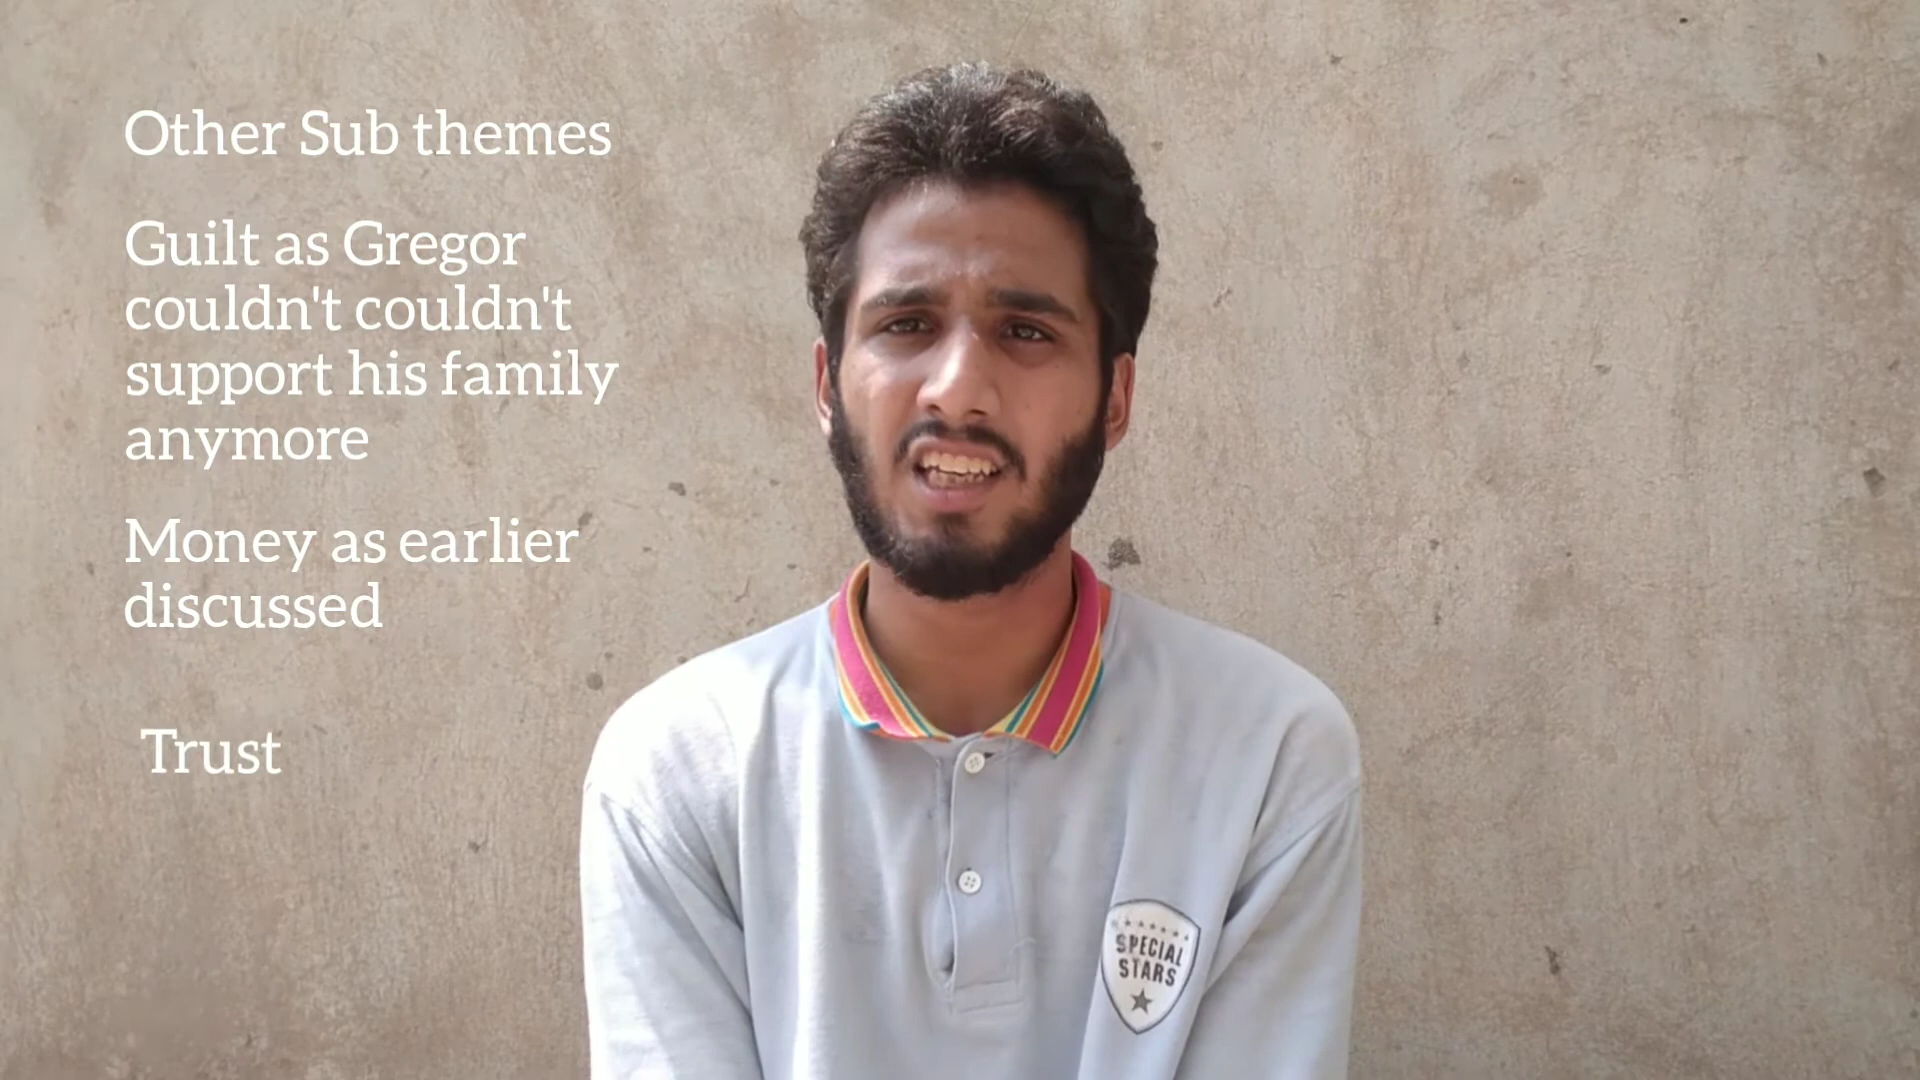 Other Sub themes
Guilt as Gregor
couldn't couldn't
support his family
anymore
Money as earlier
discussed
Trust
SPECIAL
STARS